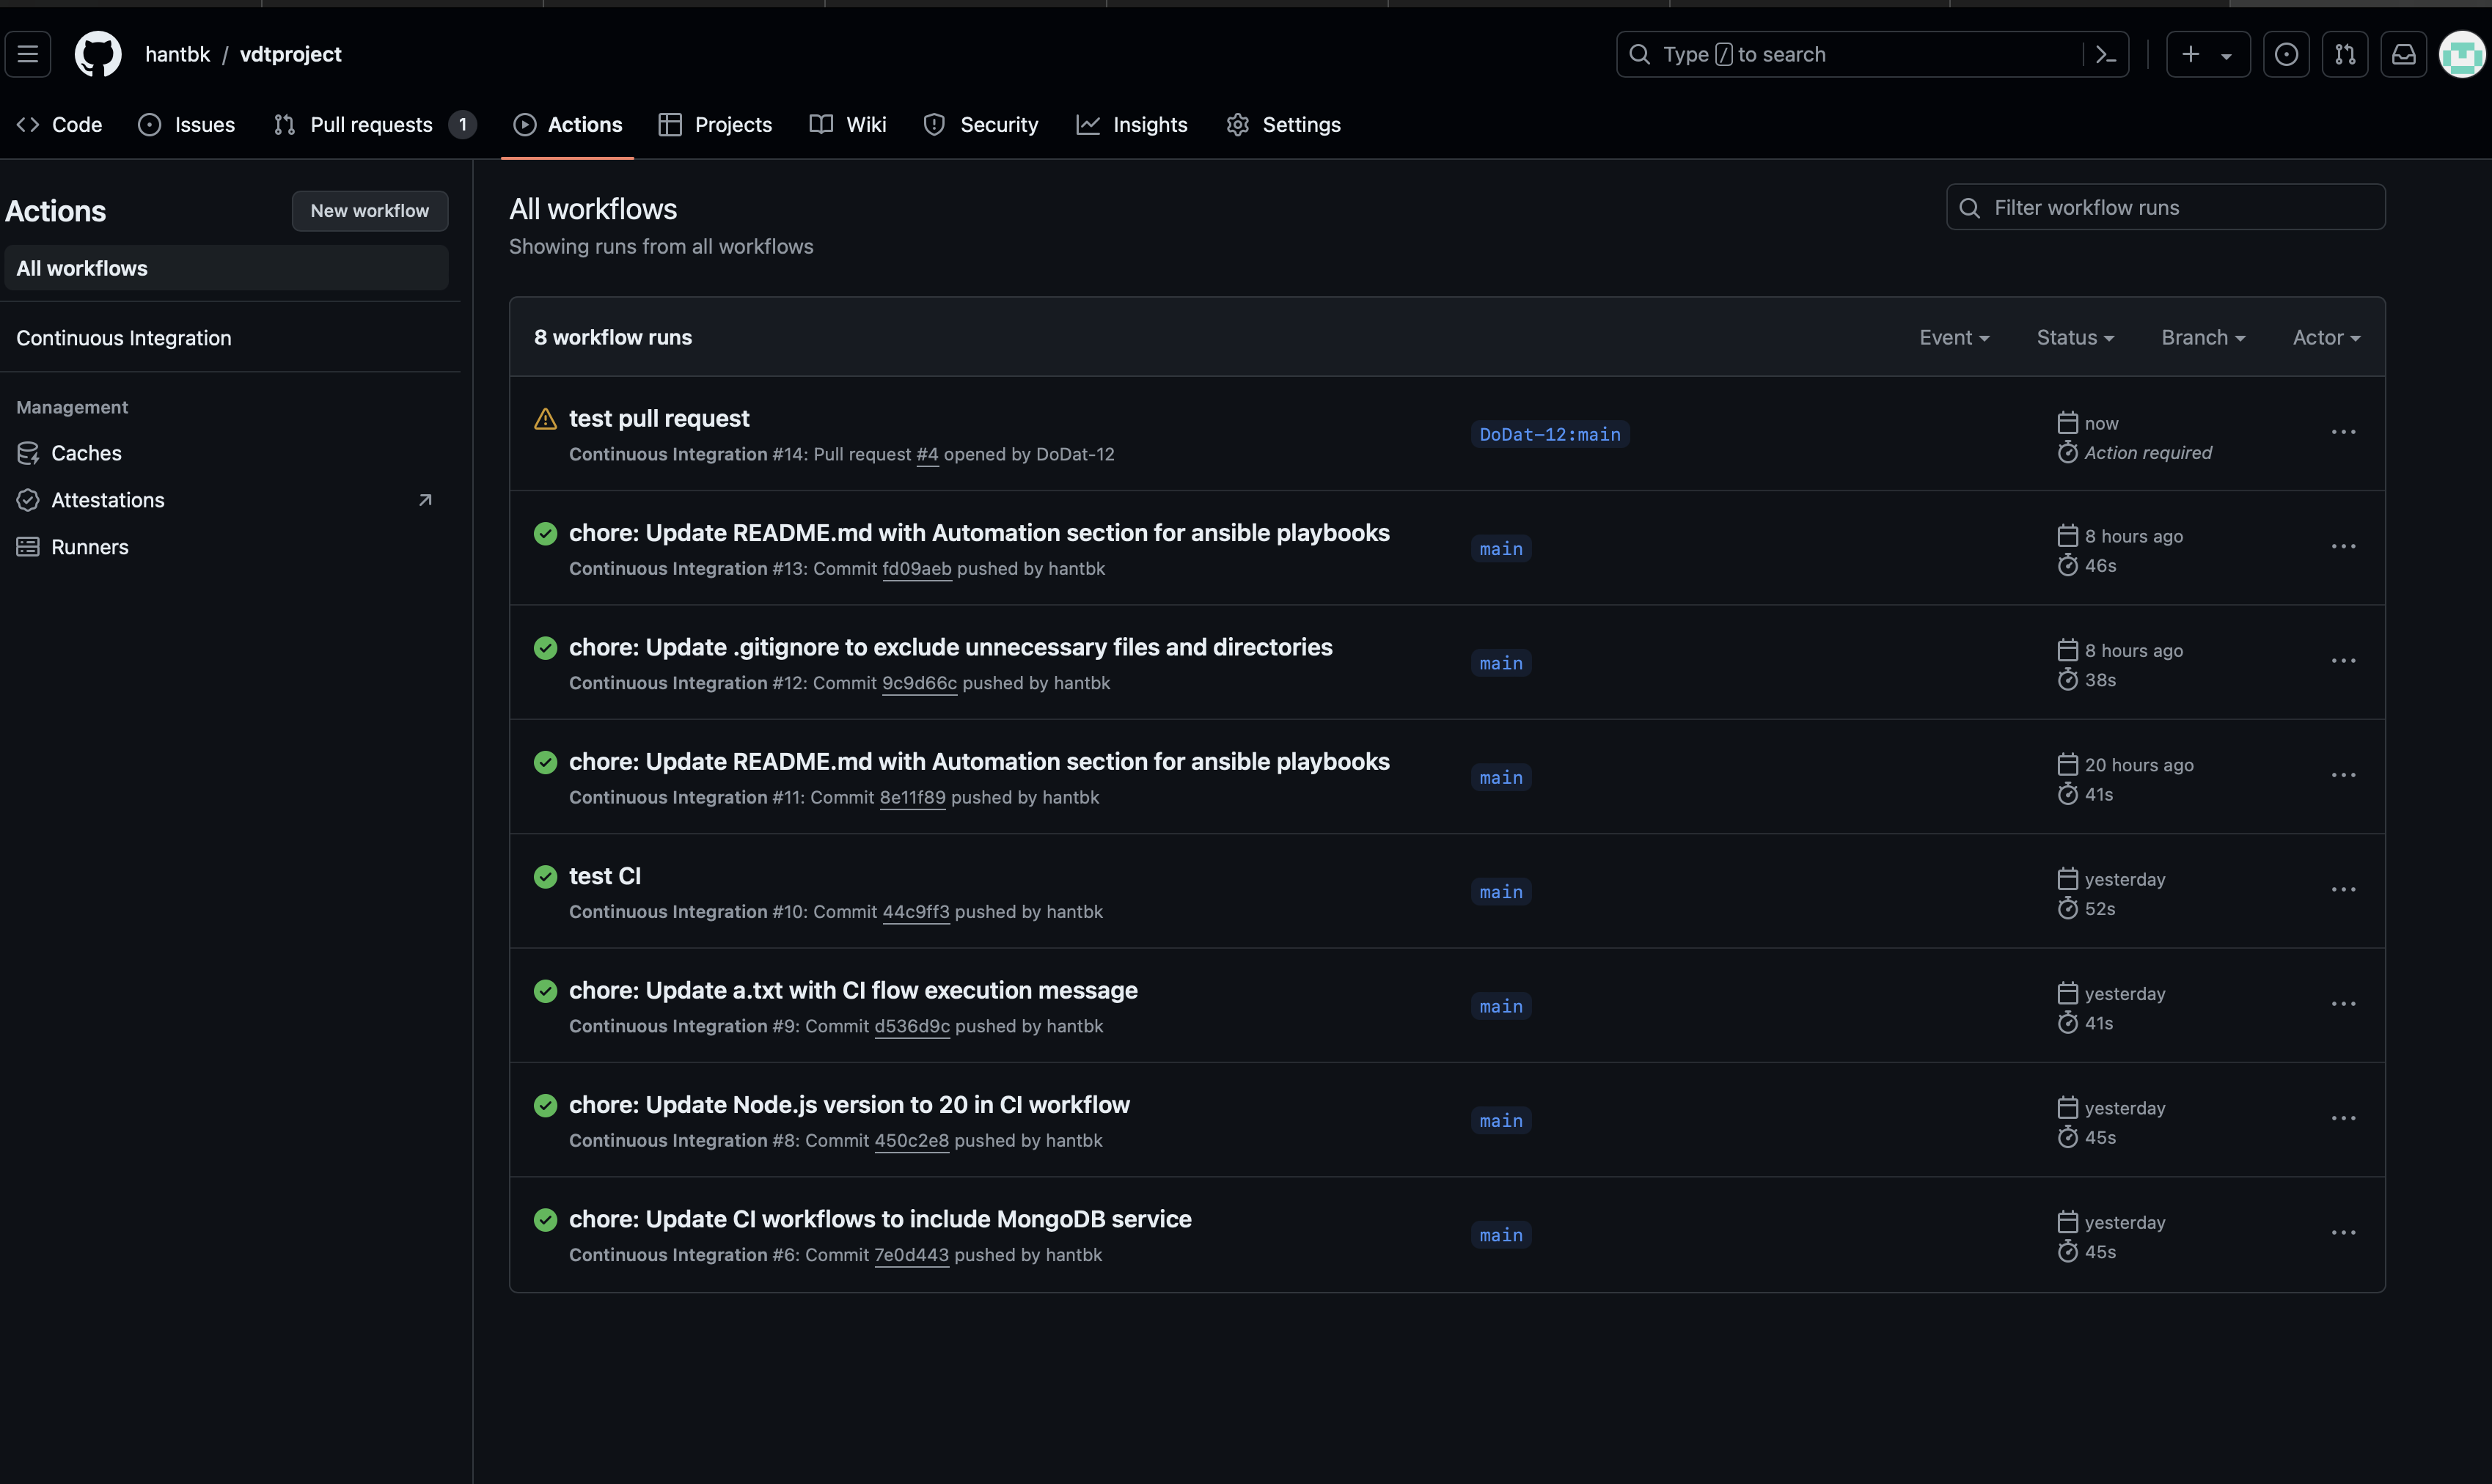 hantbk / vdtproject
Type / to search
Code
Issues
Pull requests 1
Actions
Projects
Wiki
Security
Insights
Settings
Actions
New workflow
All workflows
Continuous Integration
Management
Caches
Attestations
Runners
All workflows
Showing runs from all workflows
Filter workflow runs
8 workflow runs
Event
Status
Branch
Actor
test pull request
Continuous Integration #14: Pull request #4 opened by DoDat-12
DoDat-12:main
now
Action required
chore: Update README.md with Automation section for ansible playbooks
Continuous Integration #13: Commit fd09aeb pushed by hantbk
main
8 hours ago
46s
chore: Update .gitignore to exclude unnecessary files and directories
Continuous Integration #12: Commit 9c9d66c pushed by hantbk
main
8 hours ago
38s
chore: Update README.md with Automation section for ansible playbooks
Continuous Integration #11: Commit 8e11f89 pushed by hantbk
main
20 hours ago
41s
test CI
Continuous Integration #10: Commit 44c9ff3 pushed by hantbk
main
yesterday
52s
chore: Update a.txt with CI flow execution message
Continuous Integration #9: Commit d536d9c pushed by hantbk
main
yesterday
41s
chore: Update Node.js version to 20 in CI workflow
Continuous Integration #8: Commit 450c2e8 pushed by hantbk
main
yesterday
45s
chore: Update CI workflows to include MongoDB service
Continuous Integration #6: Commit 7e0d443 pushed by hantbk
main
yesterday
45s